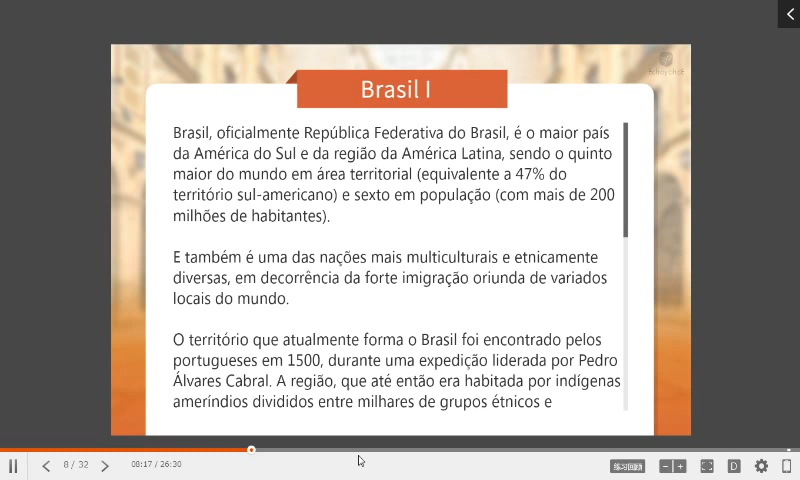 Brasil I
Brasil, oficialmente República Federativa do Brasil, é o maior país
da América do Sul e da região da América Latina, sendo o quinto
maior do mundo em área territorial (equivalente a 47% do
território sul-americano) e sexto em população (com mais de 200
milhões de habitantes).
E também é uma das nações mais multiculturais e etnicamente
diversas, em decorrência da forte imigração oriunda de variados
locais do mundo.
O território que atualmente forma o Brasil foi encontrado pelos
portugueses em 1500, durante uma expedição liderada por Pedro
Álvares Cabral. A região, que até então era habitada por indígenas
ameríndios divididos entre milhares de grupos étnicos e
8 / 32
08:17 / 26:30
D